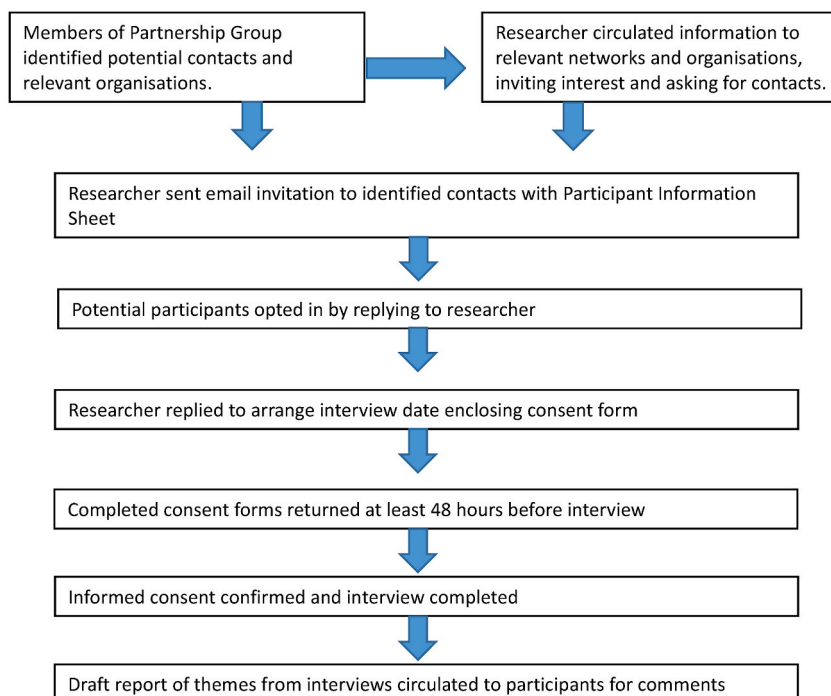 Members of Partnership Group
identified potential contacts and
relevant organisations.
Researcher circulated information to
relevant networks and organisations,
inviting interest and asking for contacts.
Researcher sent email invitation to identified contacts with Participant Information
Sheet
Potential participants opted in by replying to researcher
Researcher replied to arrange interview date enclosing consent form
Completed consent forms returned at least 48 hours before interview
Informed consent confirmed and interview completed
Draft report of themes from interviews circulated to participants for comments